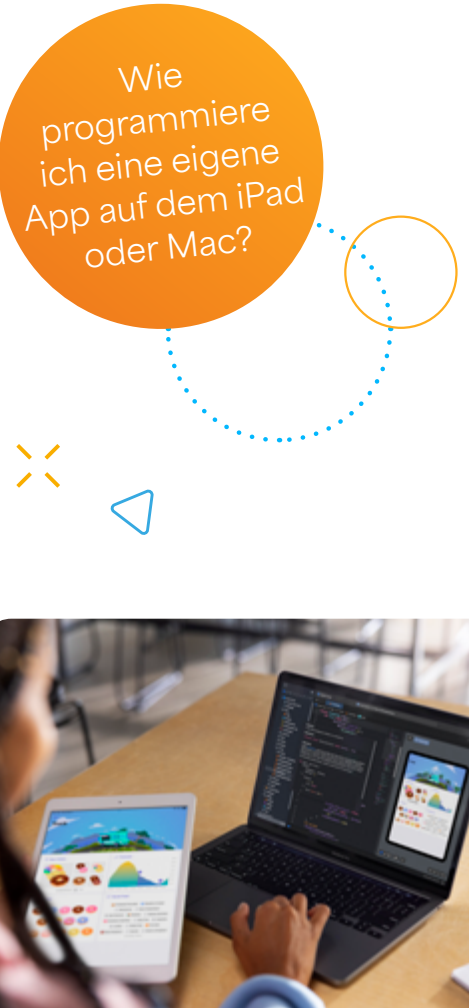 Wie
programmiere
ich eine eigene
App auf dem iPad
oder Mac?